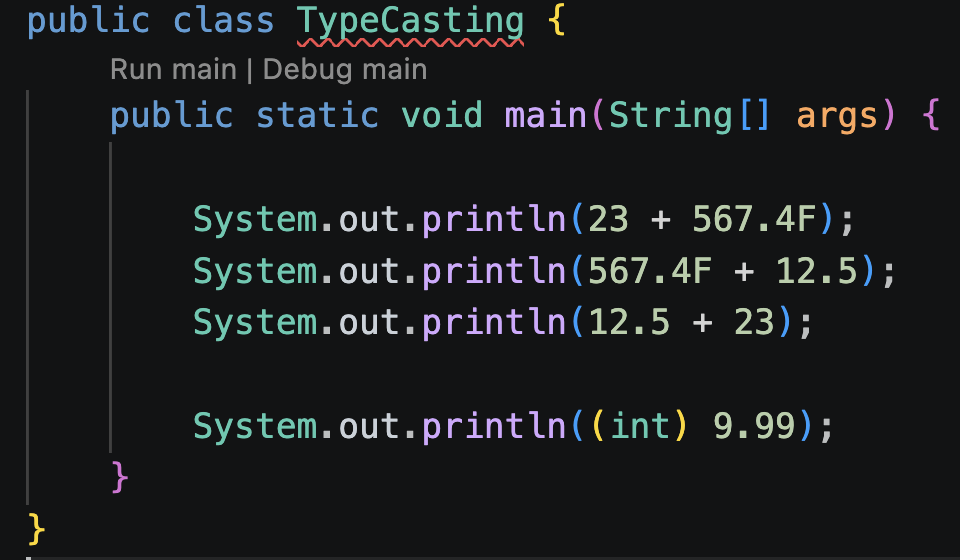 public class TypeCasting {
Run main | Debug main
public static void main(String[] args) {
System.out.println(23 + 567.4F);
System.out.println(567.4F + 12.5);
System.out.println(12.5 + 23);
System.out.println((int) 9.99);
}
}